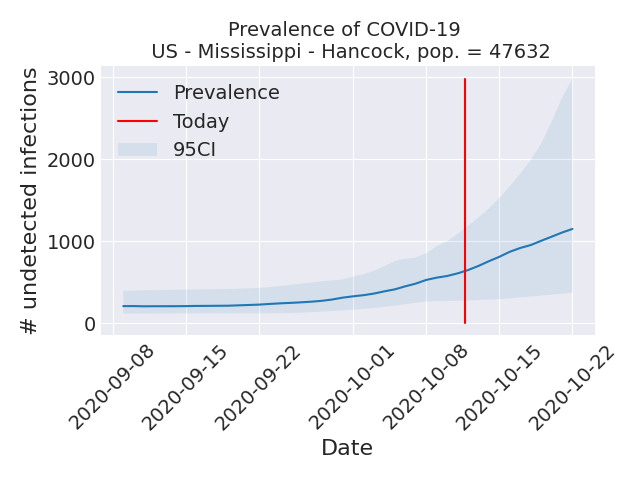 Prevalence of COVID-19
US - Mississippi - Hancock, pop. = 47632
# undetected infections
3000
2000
1000
0
Prevalence
Today
95CI
2020-09-08
2020-09-15
2020-09-22
2020-10-01
2020-10-08
2020-10-15
2020-10-22
Date